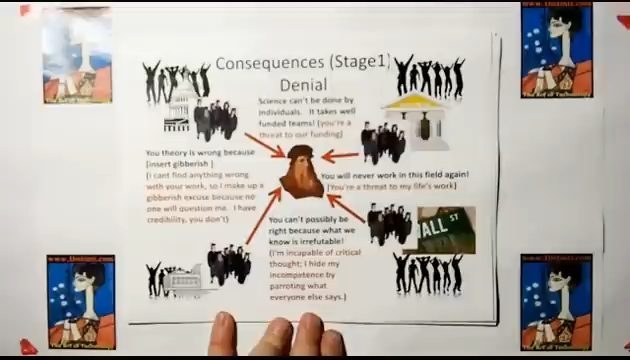 Consequences (Stage1)
Denial
Science can't be done by
individuals. It takes well
funded teams! (you're a
threat to our funding)
You theory is wrong because
[insert gibberish ]
(I cant find anything wrong
with your work, so I make up a
gibberish excuse because no
one will question me. I have
credibility, you don't)
You will never work in this field again!
(You're a threat to my life's work)
You can't possibly be
right because what we
know is irrefutable!
(I'm incapable of critical
thought; I hide my
incompetence by
parroting what
everyone else says.)
WALL ST